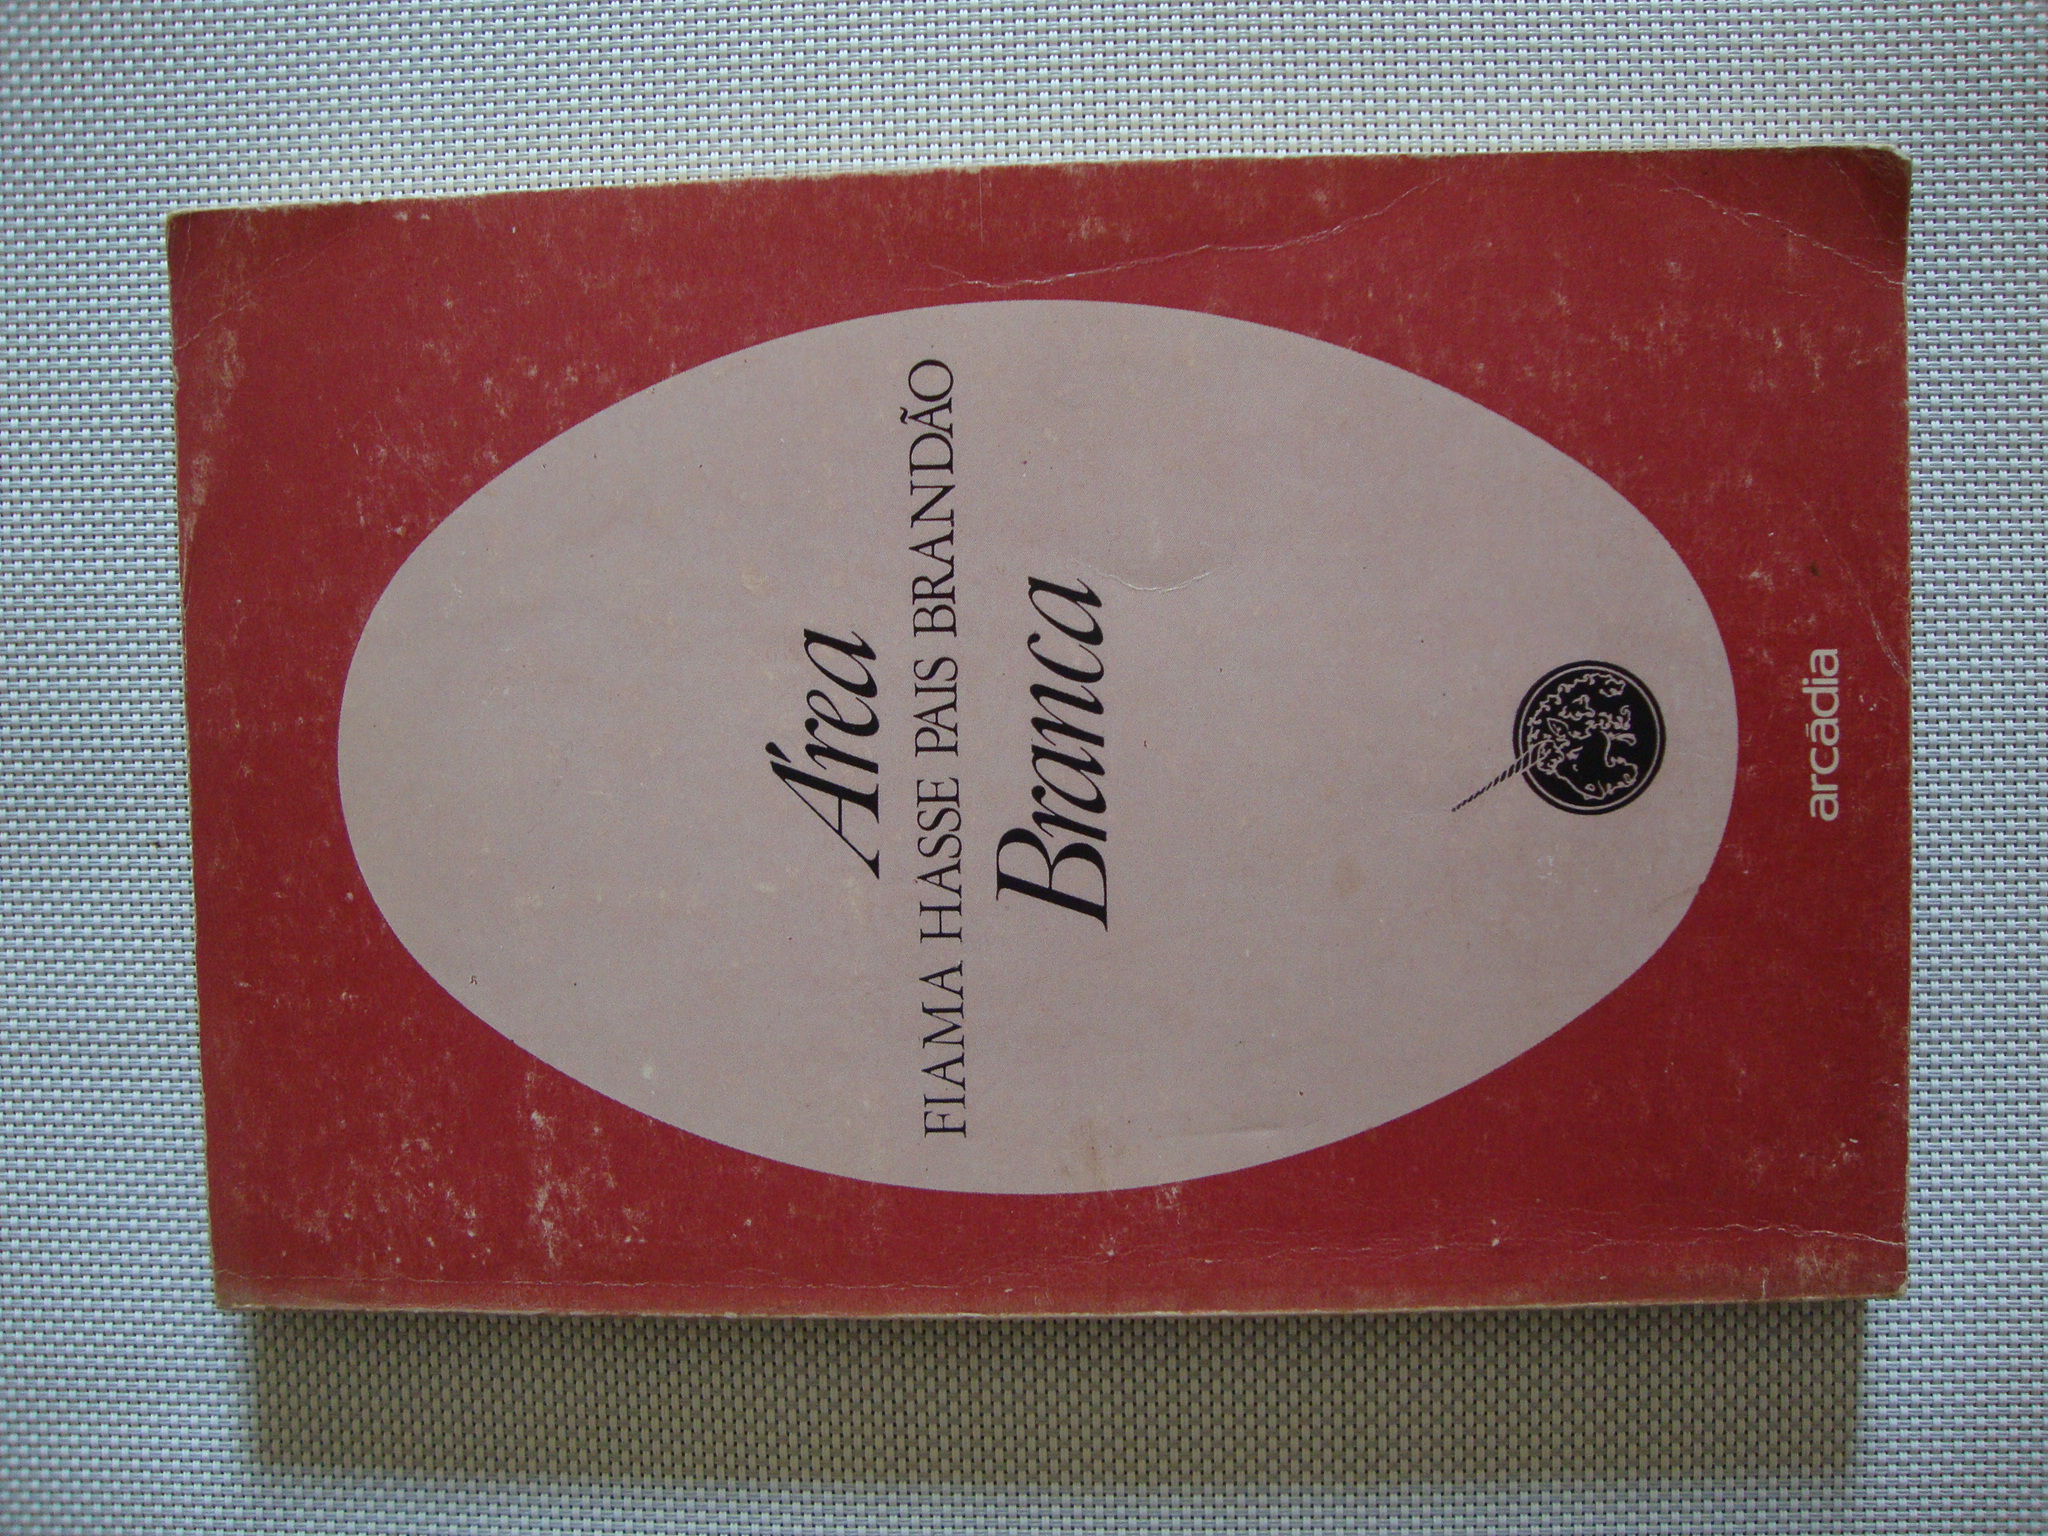 Área
FIAMA HASSE PAIS BRANDÃO
Branca
arcádia